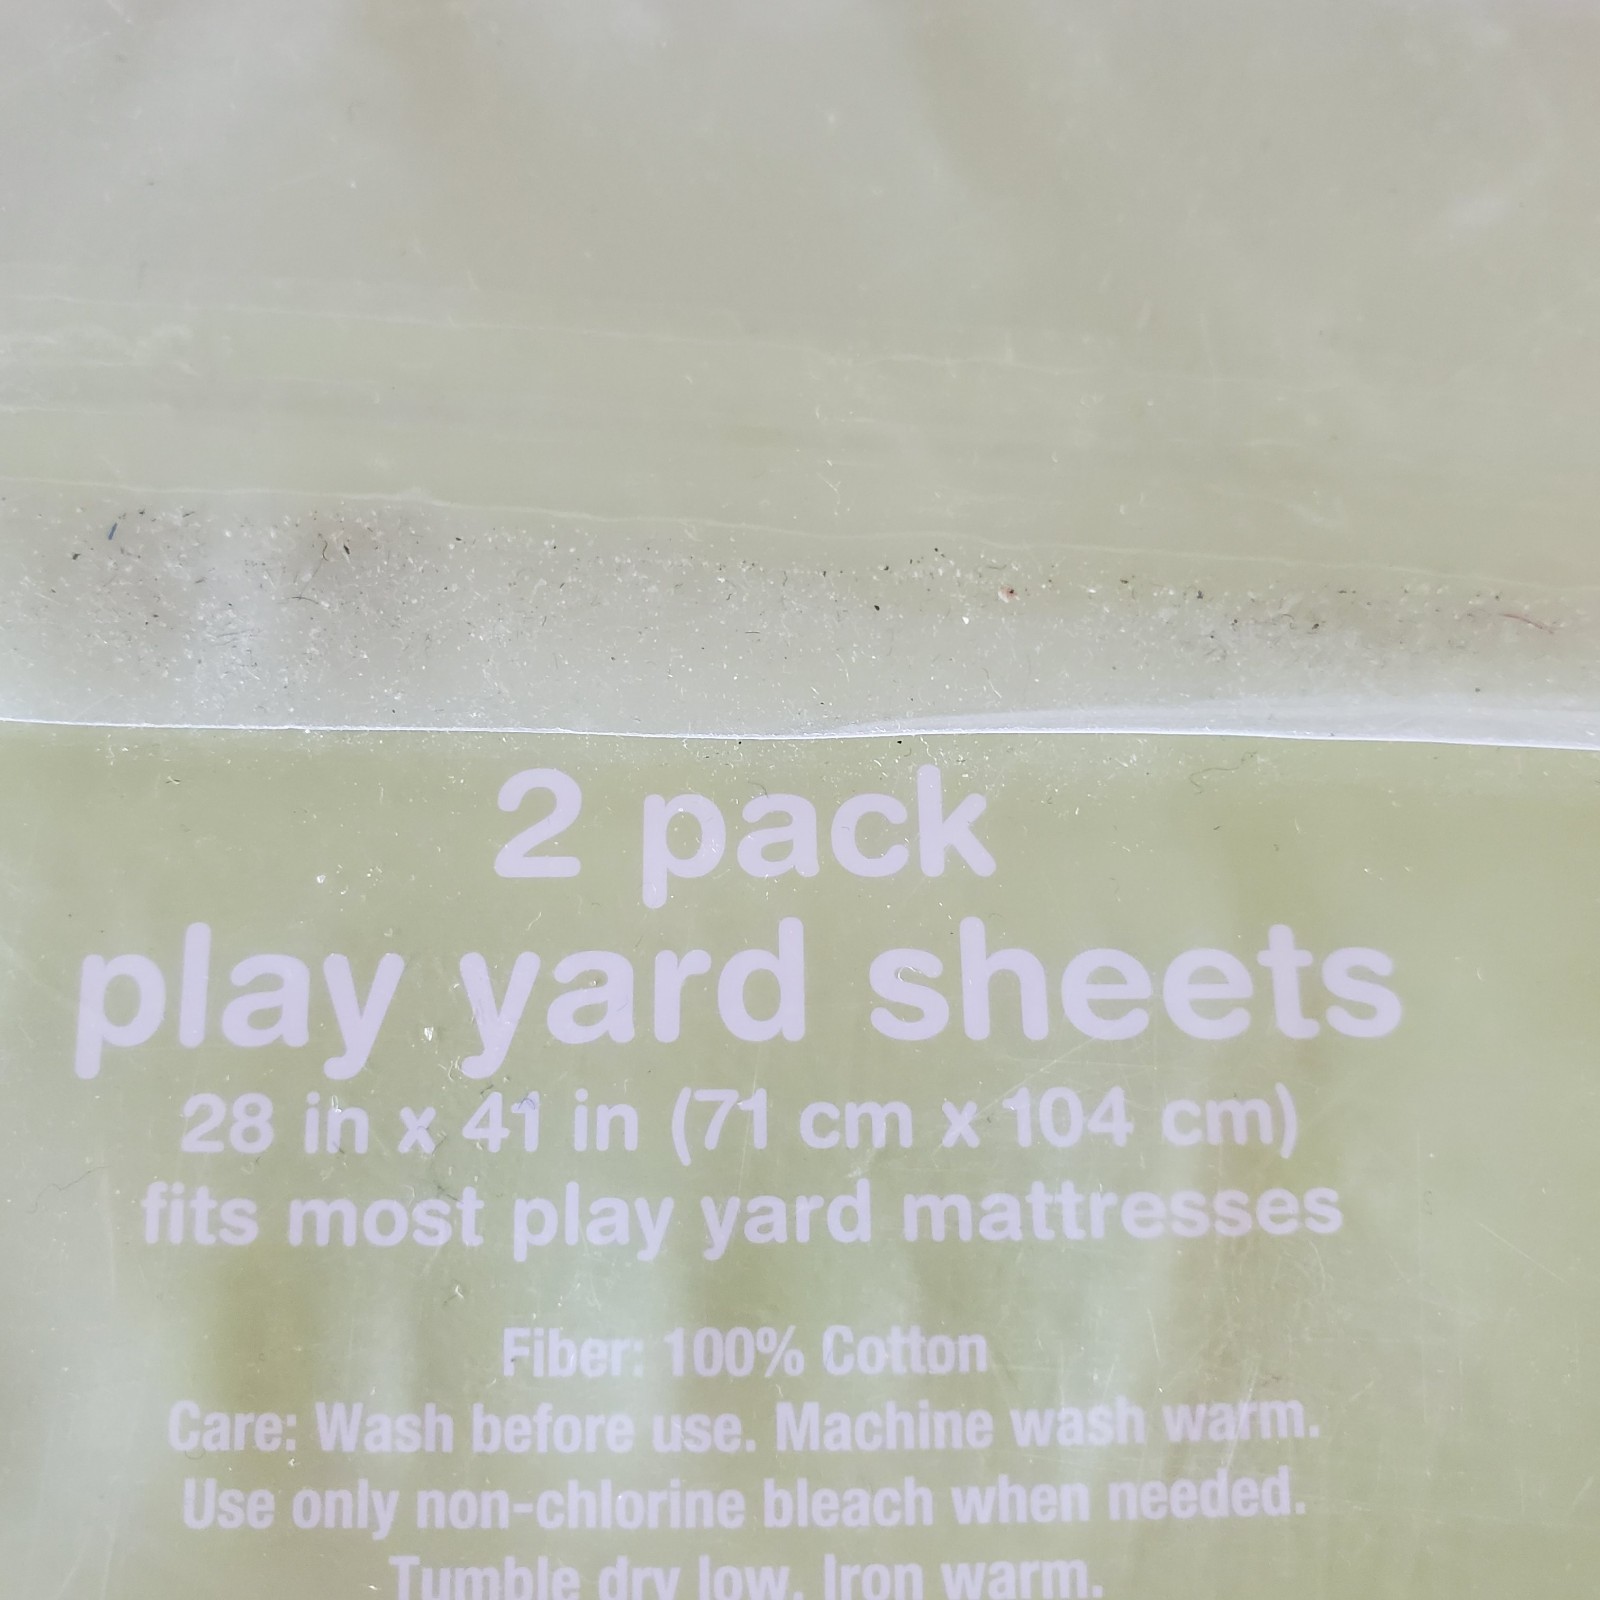 2 pack
play yard sheets
28 in x 41 in (71 cm x 104 cm)
fits most play yard mattresses
Fiber: 100% Cotton
Care: Wash before use. Machine wash warm.
Use only non-chlorine bleach when needed.
Tumble dry low. Iron warm.